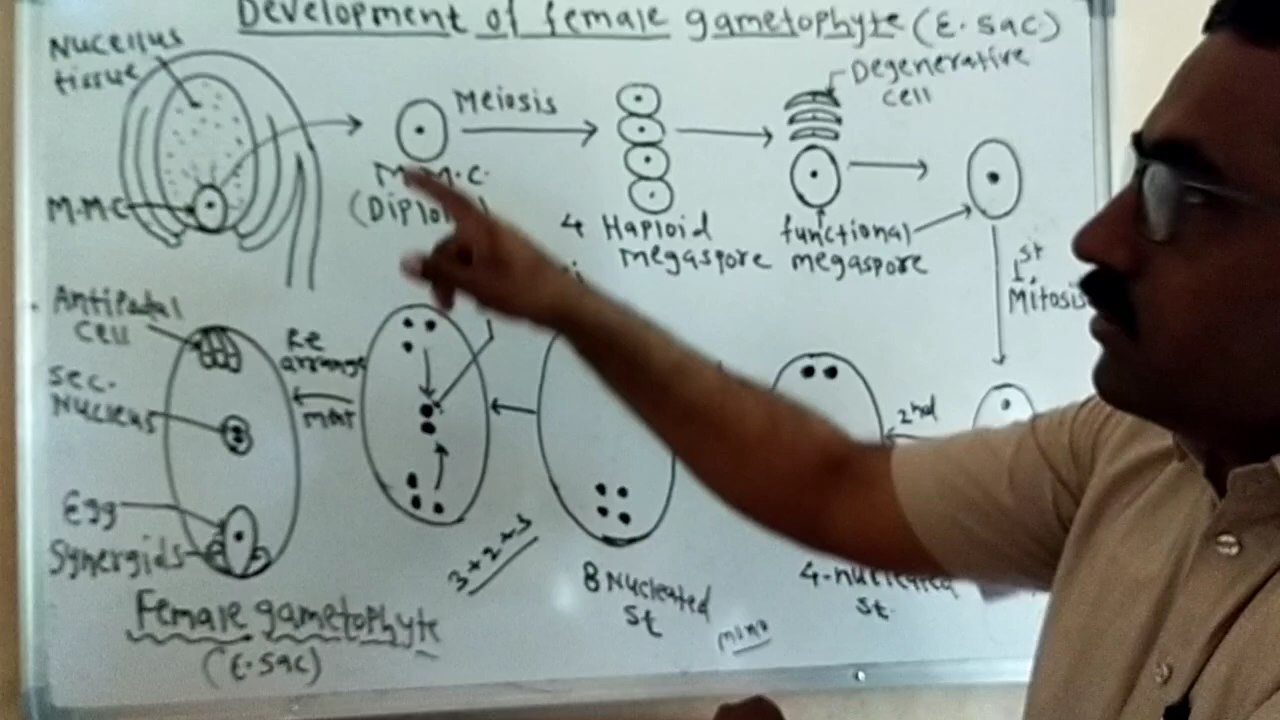 Development of female gametophyte (E. sac)
Nucellus
tissue
M.M.C
Meiosis
M.M.C.
(Diploid)
4 Haploid
megaspore
Degenerative
cell
functional
megaspore
1st
Mitosis
2nd
4-nucleated
st.
8 Nucleated
st
mino
3+2+3
Re
arrange
ment
Antipodal
cell
Sec.
Nucleus
Egg
Synergids
Female gametophyte
(E. sac)